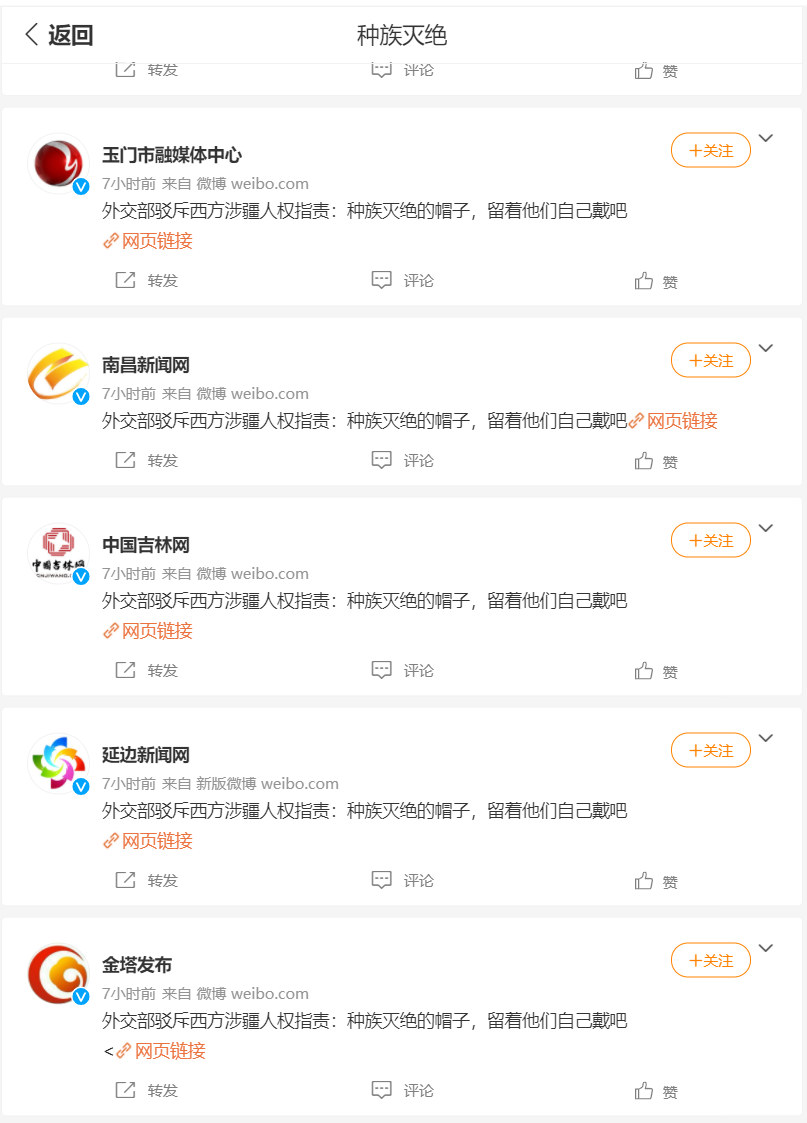 返回 种族灭绝
转发 评论 赞
玉门市融媒体中心 +关注
7小时前 来自 微博 weibo.com
外交部驳斥西方涉疆人权指责：种族灭绝的帽子，留着他们自己戴吧
网页链接
转发 评论 赞
南昌新闻网 +关注
7小时前 来自 微博 weibo.com
外交部驳斥西方涉疆人权指责：种族灭绝的帽子，留着他们自己戴吧网页链接
转发 评论 赞
中国吉林网 +关注
中国吉林网
7小时前 来自 微博 weibo.com
外交部驳斥西方涉疆人权指责：种族灭绝的帽子，留着他们自己戴吧
网页链接
转发 评论 赞
延边新闻网 +关注
7小时前 来自 新版微博 weibo.com
外交部驳斥西方涉疆人权指责：种族灭绝的帽子，留着他们自己戴吧
网页链接
转发 评论 赞
金塔发布 +关注
7小时前 来自 微博 weibo.com
外交部驳斥西方涉疆人权指责：种族灭绝的帽子，留着他们自己戴吧
<网页链接
转发 评论 赞